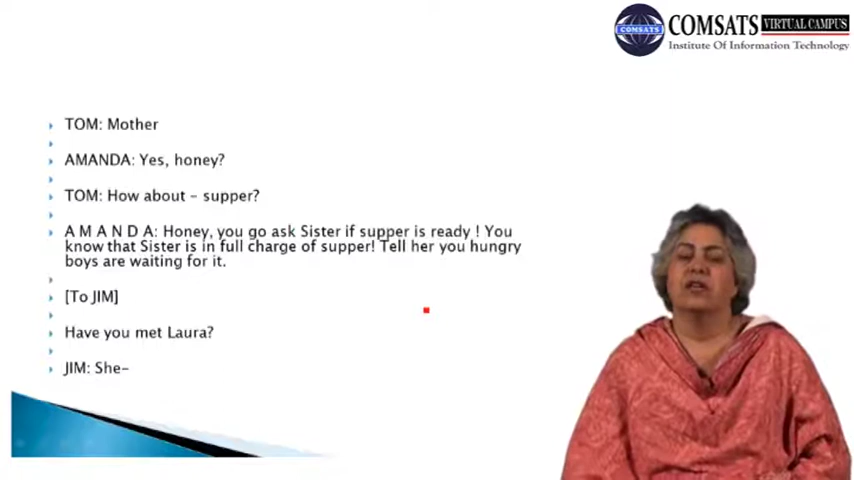 COMSATS VIRTUAL CAMPUS
COMSATS
Institute Of Information Technology
TOM: Mother
AMANDA: Yes, honey?
TOM: How about – supper?
A M A N D A: Honey, you go ask Sister if supper is ready ! You
know that Sister is in full charge of supper! Tell her you hungry
boys are waiting for it.
[To JIM]
Have you met Laura?
JIM: She–